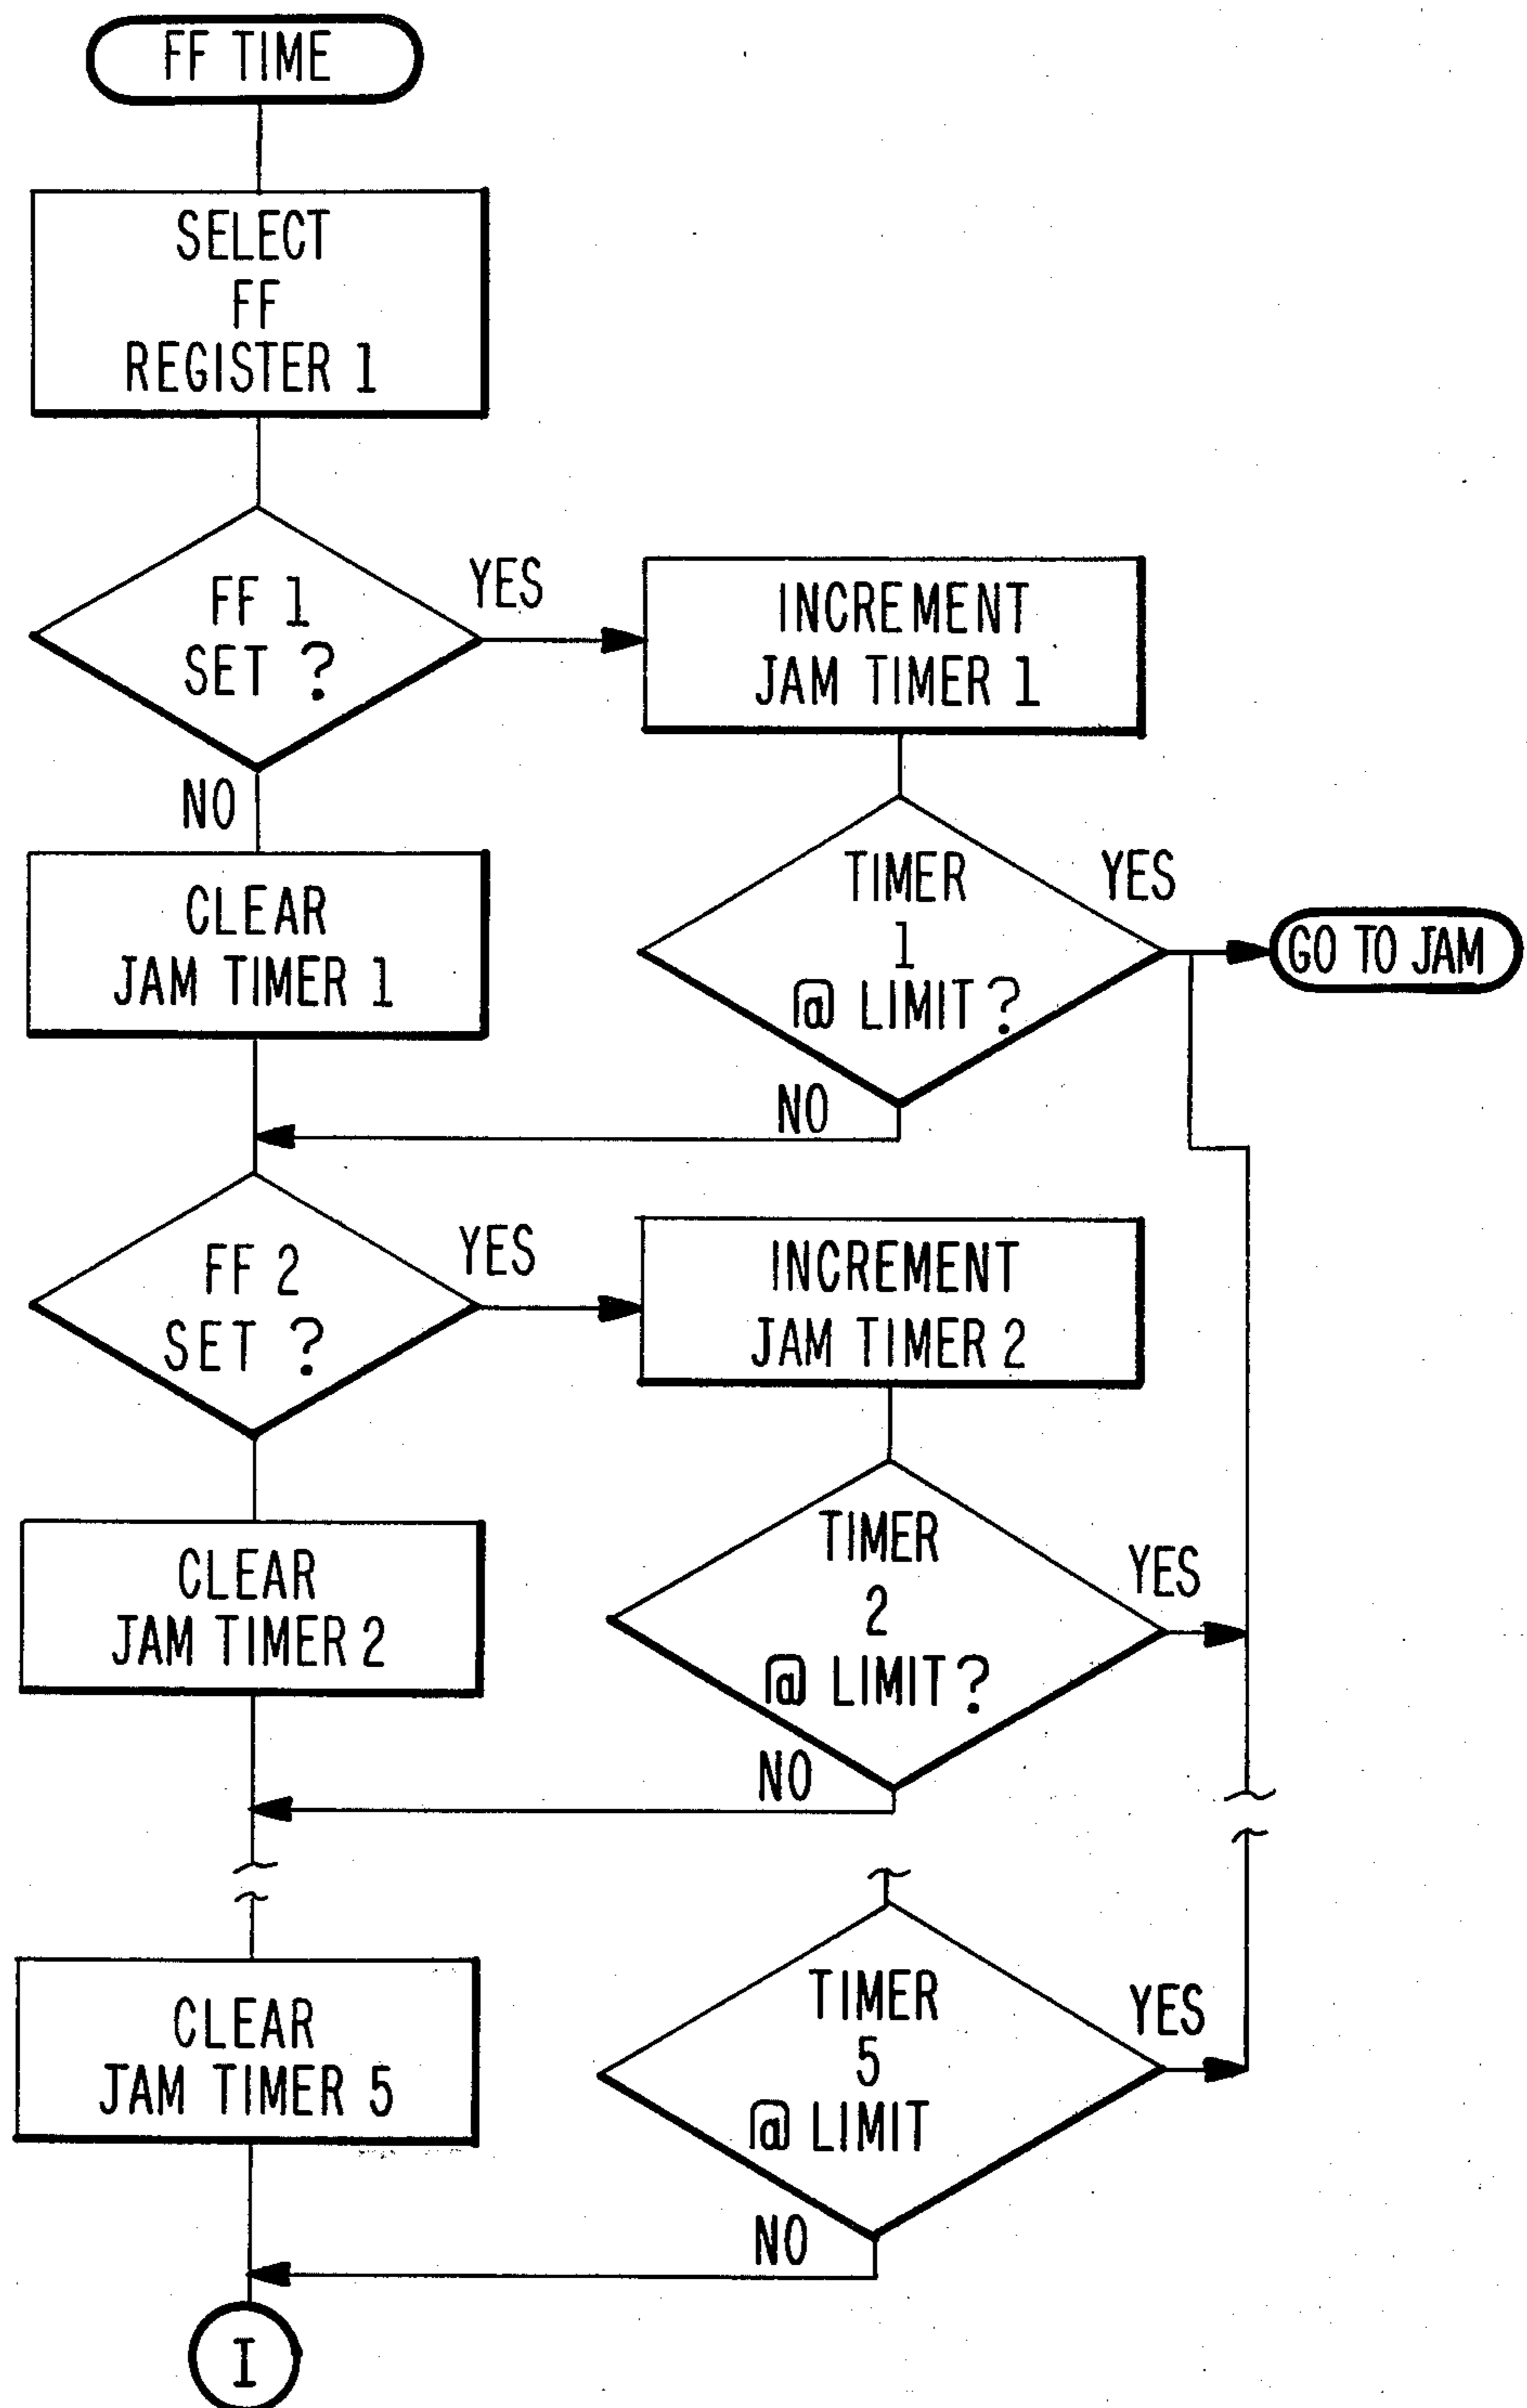 FF TIME
SELECT
FF
REGISTER 1
FF 1
SET ?
YES
INCREMENT
JAM TIMER 1
NO
CLEAR
JAM TIMER 1
TIMER
1
@ LIMIT ?
YES
GO TO JAM
NO
FF 2
SET ?
YES
INCREMENT
JAM TIMER 2
CLEAR
JAM TIMER 2
TIMER
2
@ LIMIT ?
YES
NO
CLEAR
JAM TIMER 5
TIMER
5
@ LIMIT
YES
NO
I